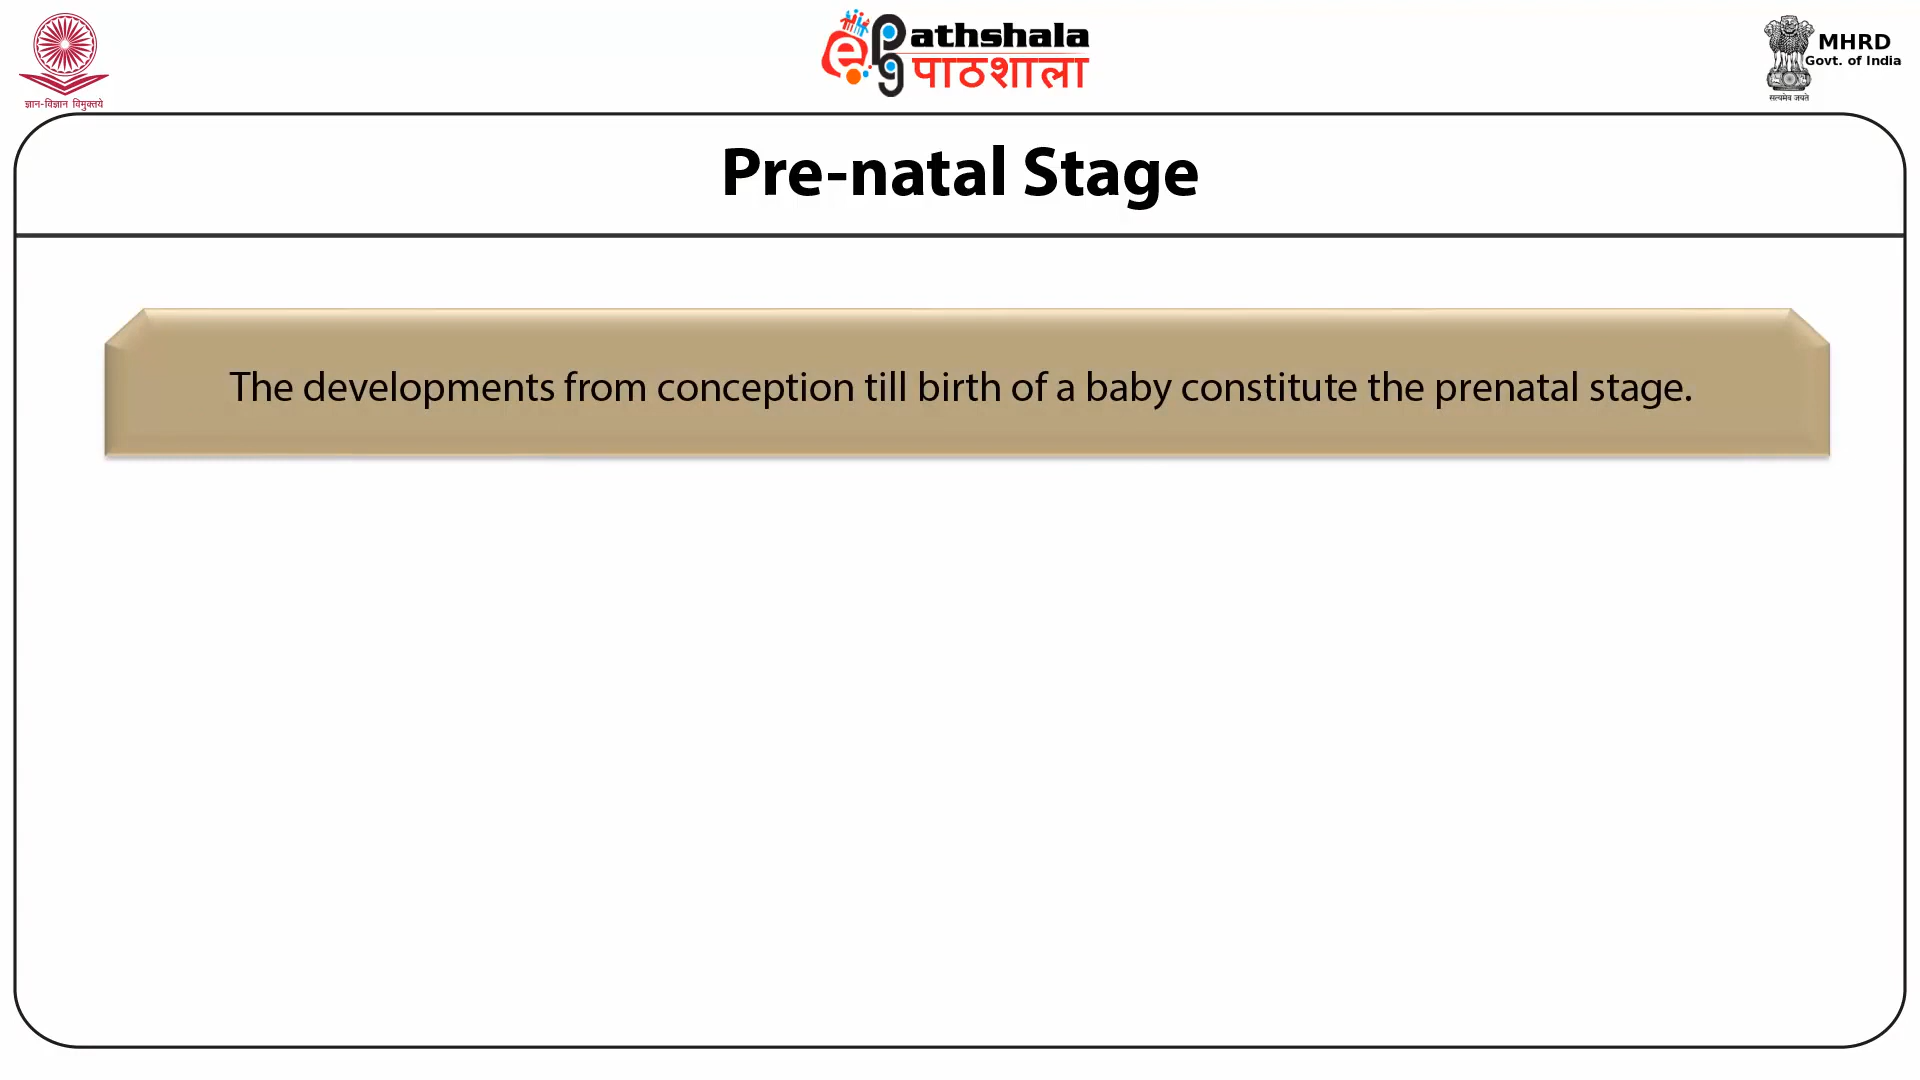 ज्ञान-विज्ञान विमुक्तये
ePathshala
पाठशाला
MHRD
Govt. of India
सत्यमेव जयते
Pre-natal Stage
The developments from conception till birth of a baby constitute the prenatal stage.